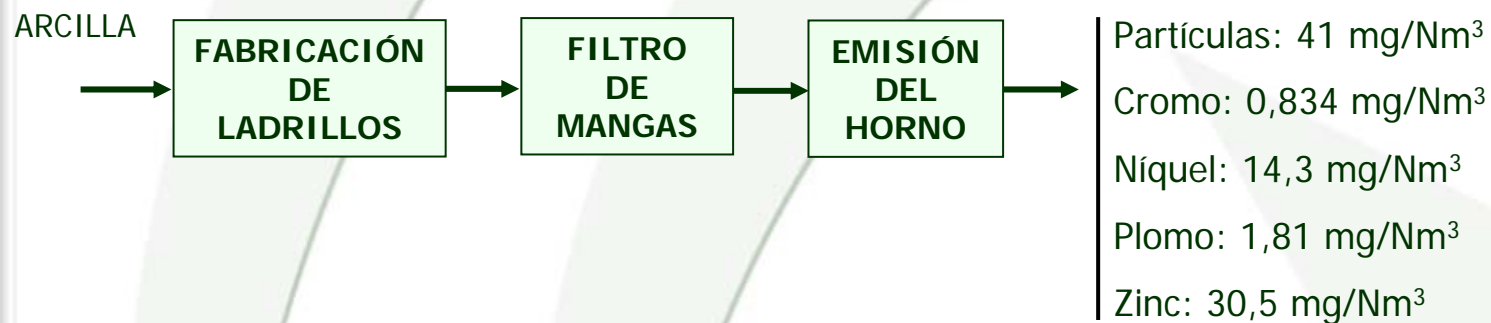 ARCILLA
FABRICACIÓN
DE
LADRILLOS
FILTRO
DE
MANGAS
EMISIÓN
DEL
HORNO
Partículas: 41 mg/Nm³
Cromo: 0,834 mg/Nm³
Níquel: 14,3 mg/Nm³
Plomo: 1,81 mg/Nm³
Zinc: 30,5 mg/Nm³